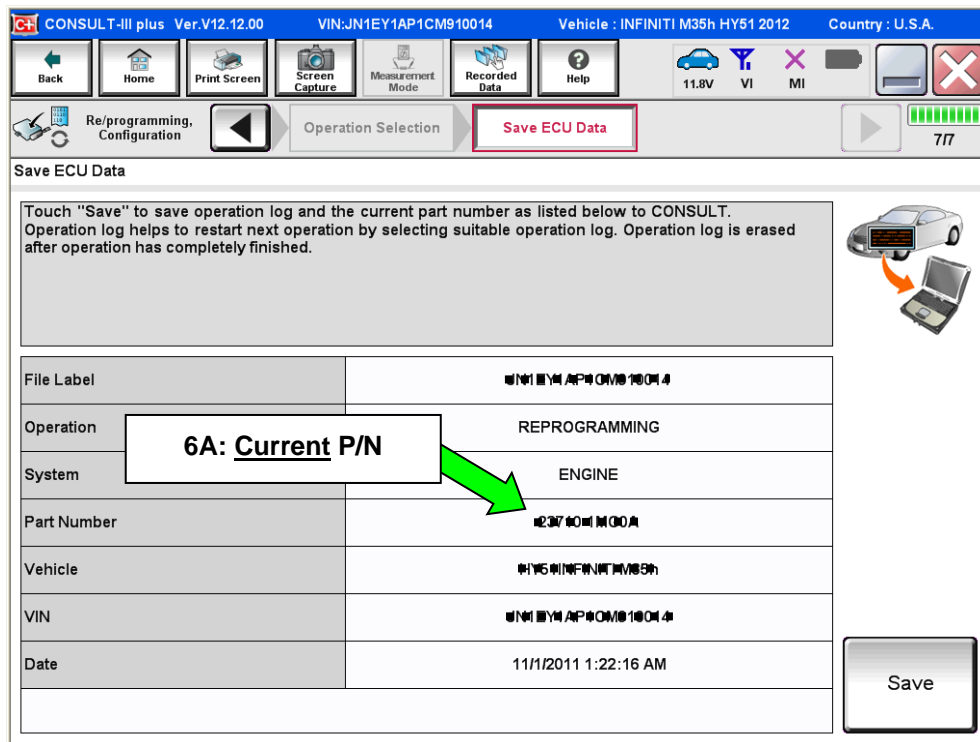 C+ CONSULT-III plus Ver.V12.12.00 VIN:JN1EY1AP1CM910014 Vehicle : INFINITI M35h HY51 2012 Country : U.S.A.
Back Home Print Screen Screen Capture Measurement Mode Recorded Data Help 11.8V VI MI
Re/programming, Configuration Operation Selection Save ECU Data 7/7
Save ECU Data
Touch "Save" to save operation log and the current part number as listed below to CONSULT.
Operation log helps to restart next operation by selecting suitable operation log. Operation log is erased
after operation has completely finished.
File Label
Operation REPROGRAMMING
6A: Current P/N
System ENGINE
Part Number
Vehicle
VIN
Date 11/1/2011 1:22:16 AM
Save